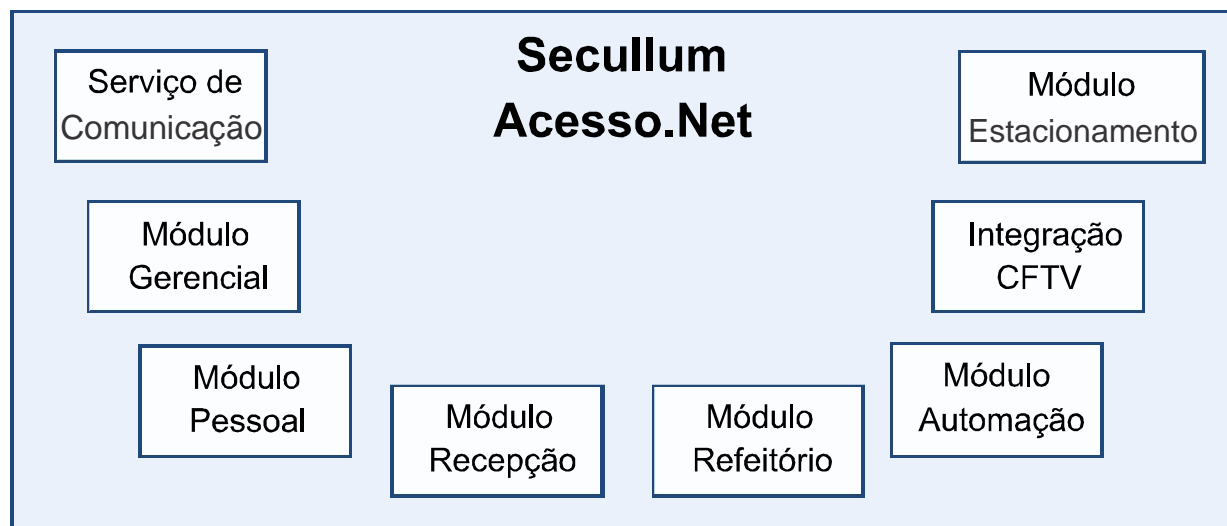 Secullum
Acesso.Net
Serviço de
Comunicação
Módulo
Estacionamento
Módulo
Gerencial
Integração
CFTV
Módulo
Pessoal
Módulo
Automação
Módulo
Recepção
Módulo
Refeitório